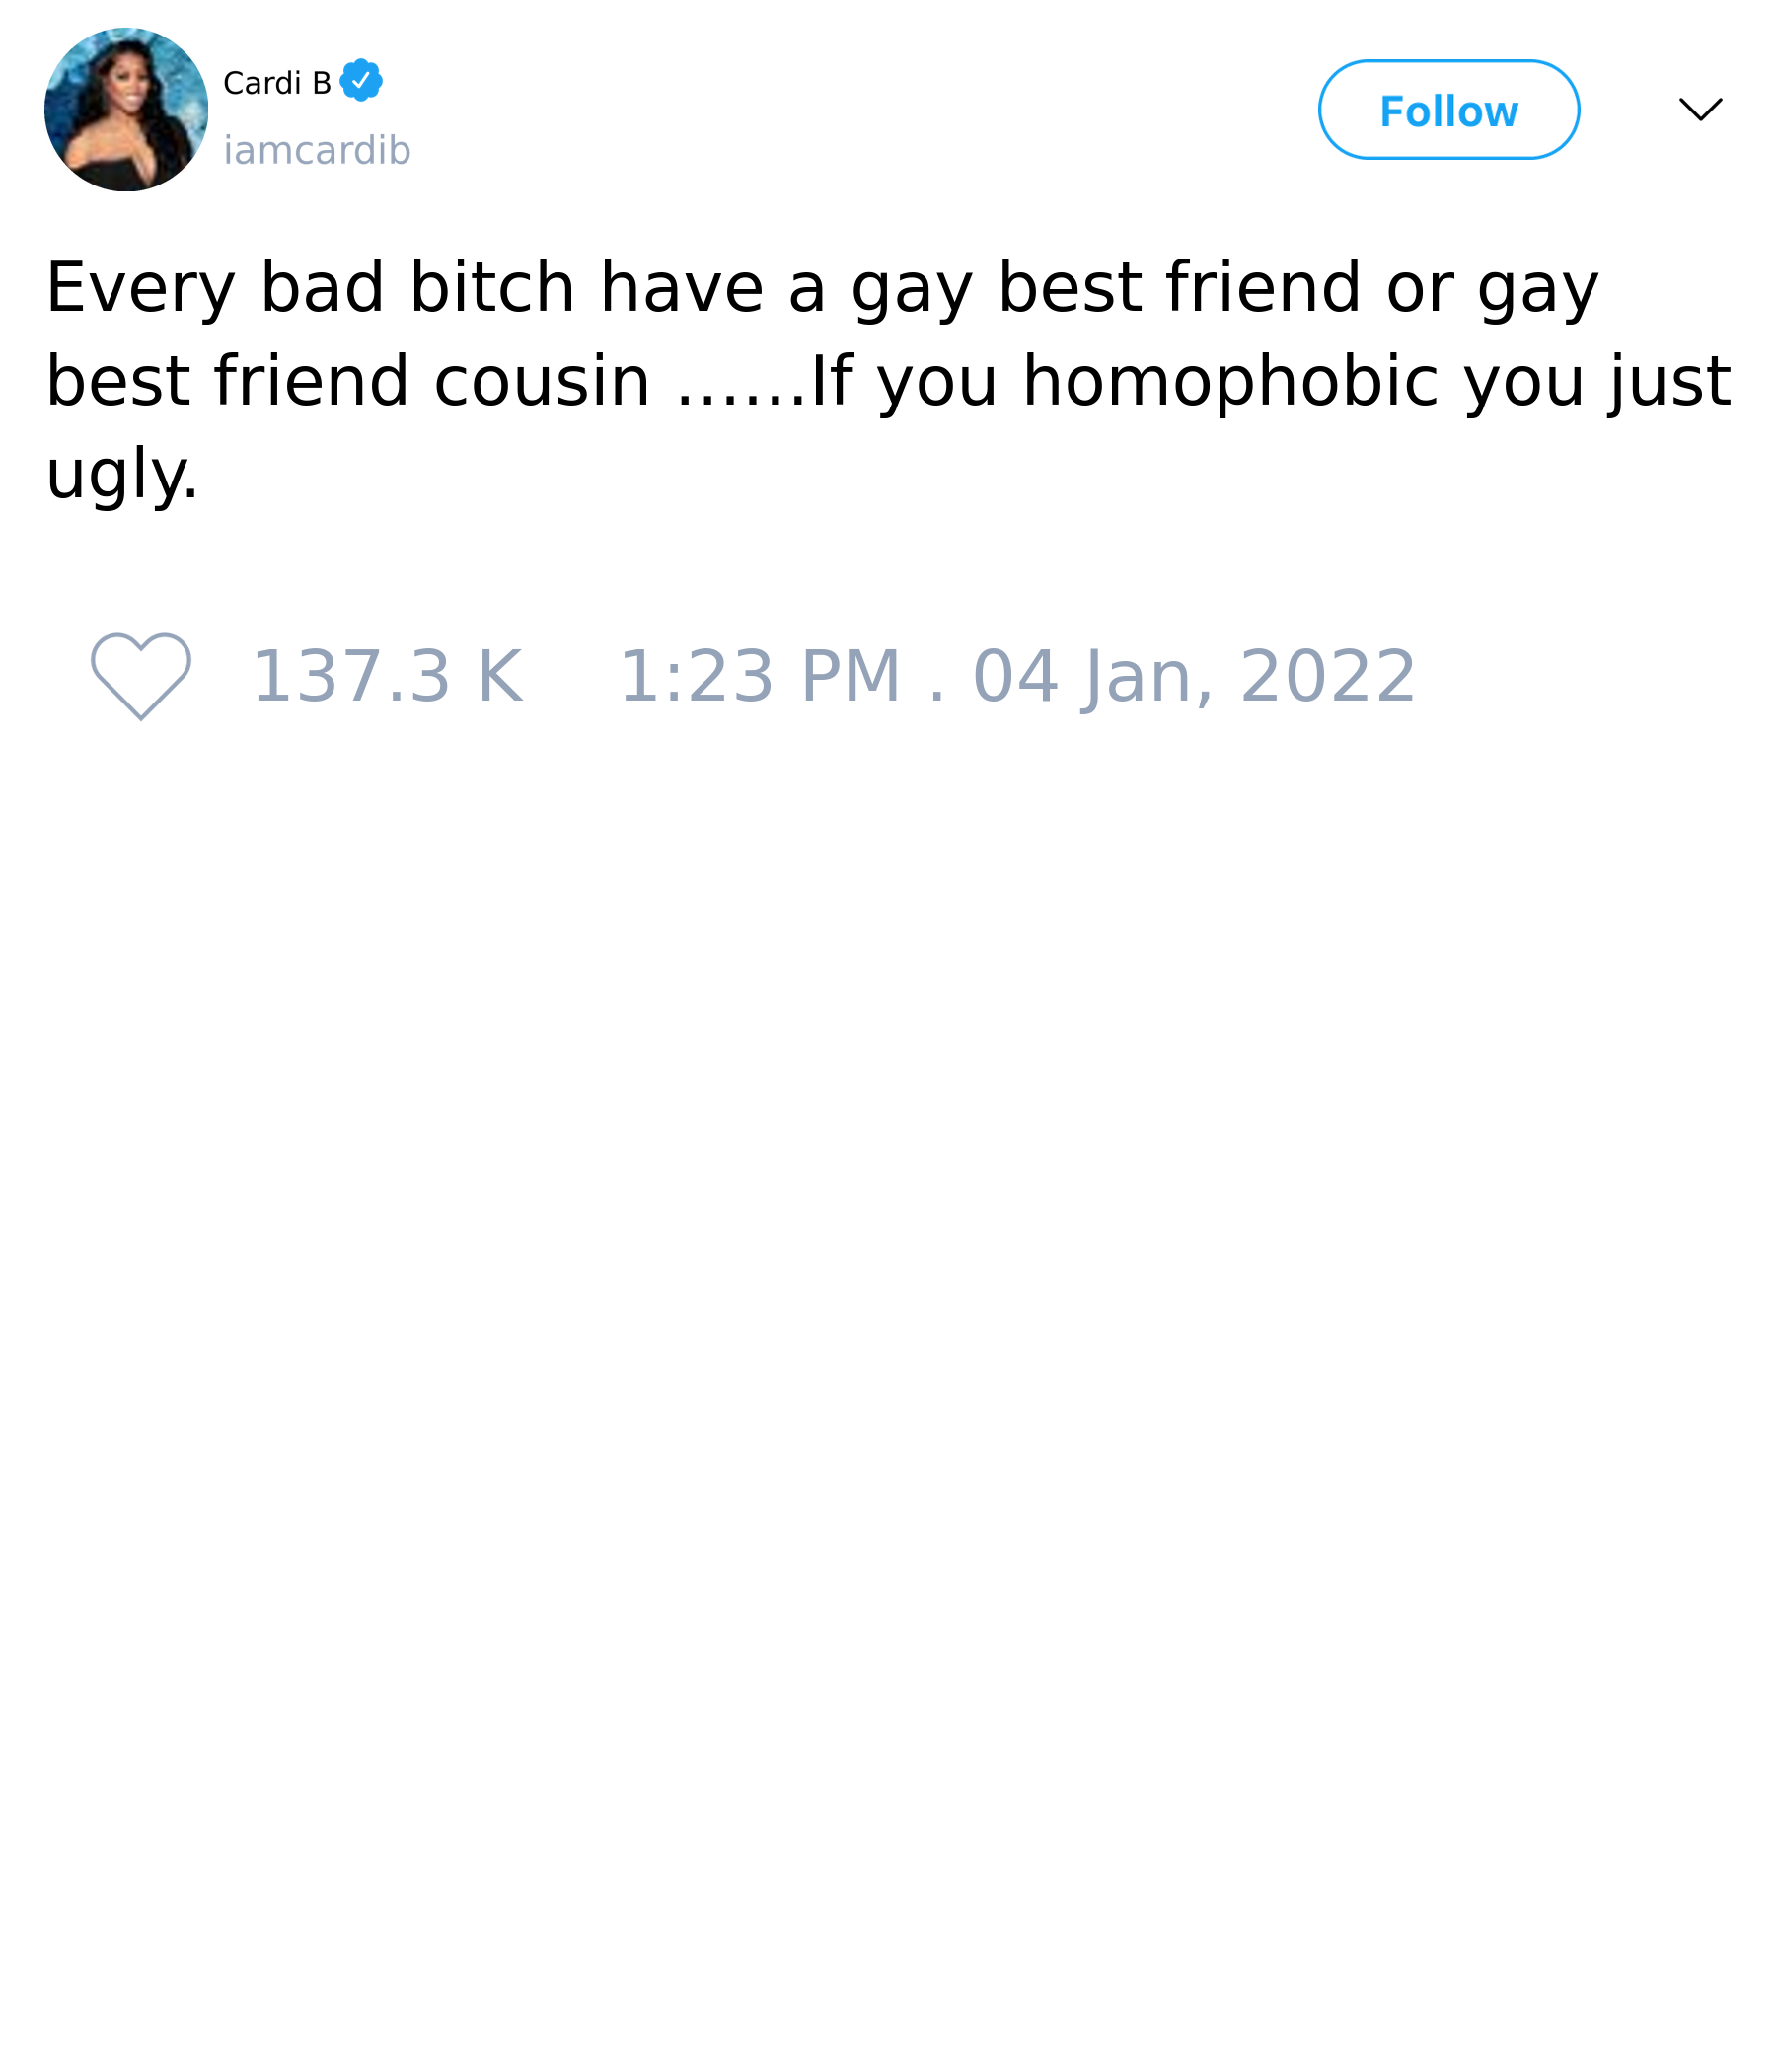 Cardi B
iamcardib
Follow
Every bad bitch have a gay best friend or gay
best friend cousin ......If you homophobic you just
ugly.
137.3 K 1:23 PM . 04 Jan, 2022